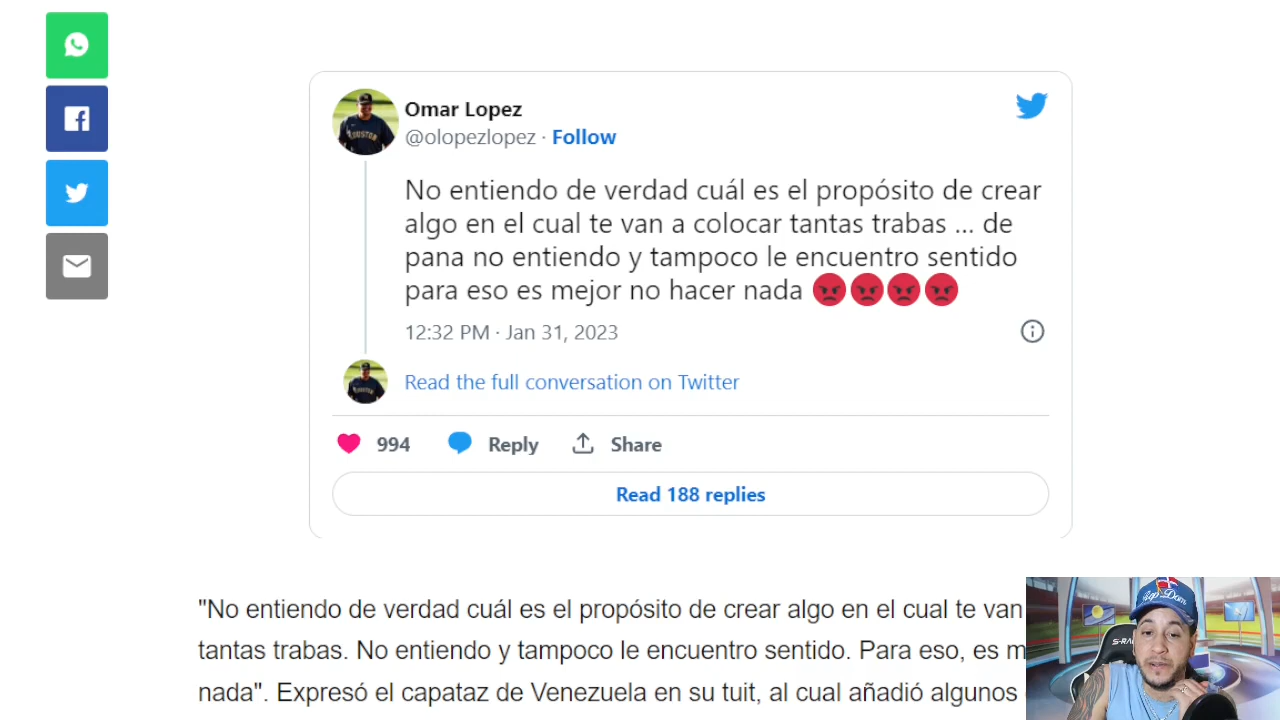 Omar Lopez
@olopezlopez · Follow
No entiendo de verdad cuál es el propósito de crear
algo en el cual te van a colocar tantas trabas ... de
pana no entiendo y tampoco le encuentro sentido
para eso es mejor no hacer nada 😡😡😡😡
12:32 PM · Jan 31, 2023
Read the full conversation on Twitter
994 Reply Share
Read 188 replies
"No entiendo de verdad cuál es el propósito de crear algo en el cual te van
tantas trabas. No entiendo y tampoco le encuentro sentido. Para eso, es m
nada". Expresó el capataz de Venezuela en su tuit, al cual añadió algunos
Rep. Dom